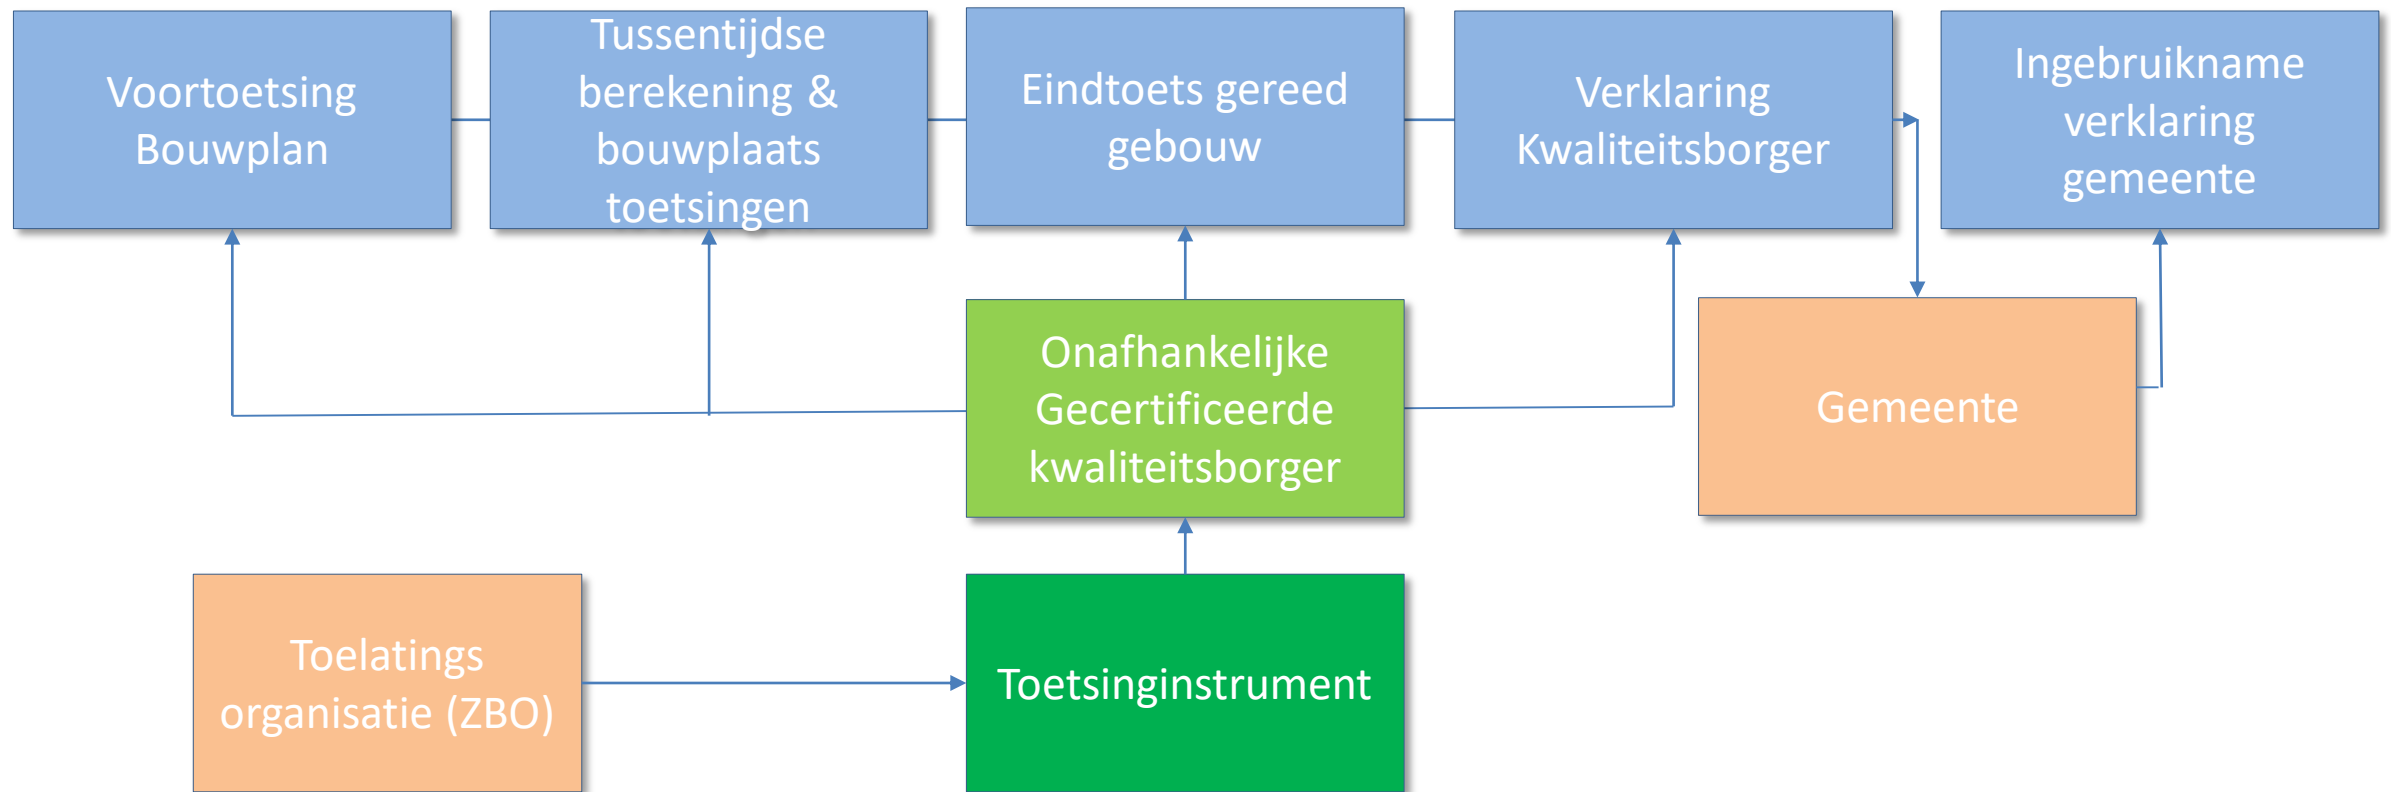 Voortoetsing
Bouwplan
Tussentijdse
berekening &
bouwplaats
toetsingen
Eindtoets gereed
gebouw
Verklaring
Kwaliteitsborger
Ingebruikname
verklaring
gemeente
Onafhankelijke
Gecertificeerde
kwaliteitsborger
Gemeente
Toelatings
organisatie (ZBO)
Toetsinginstrument